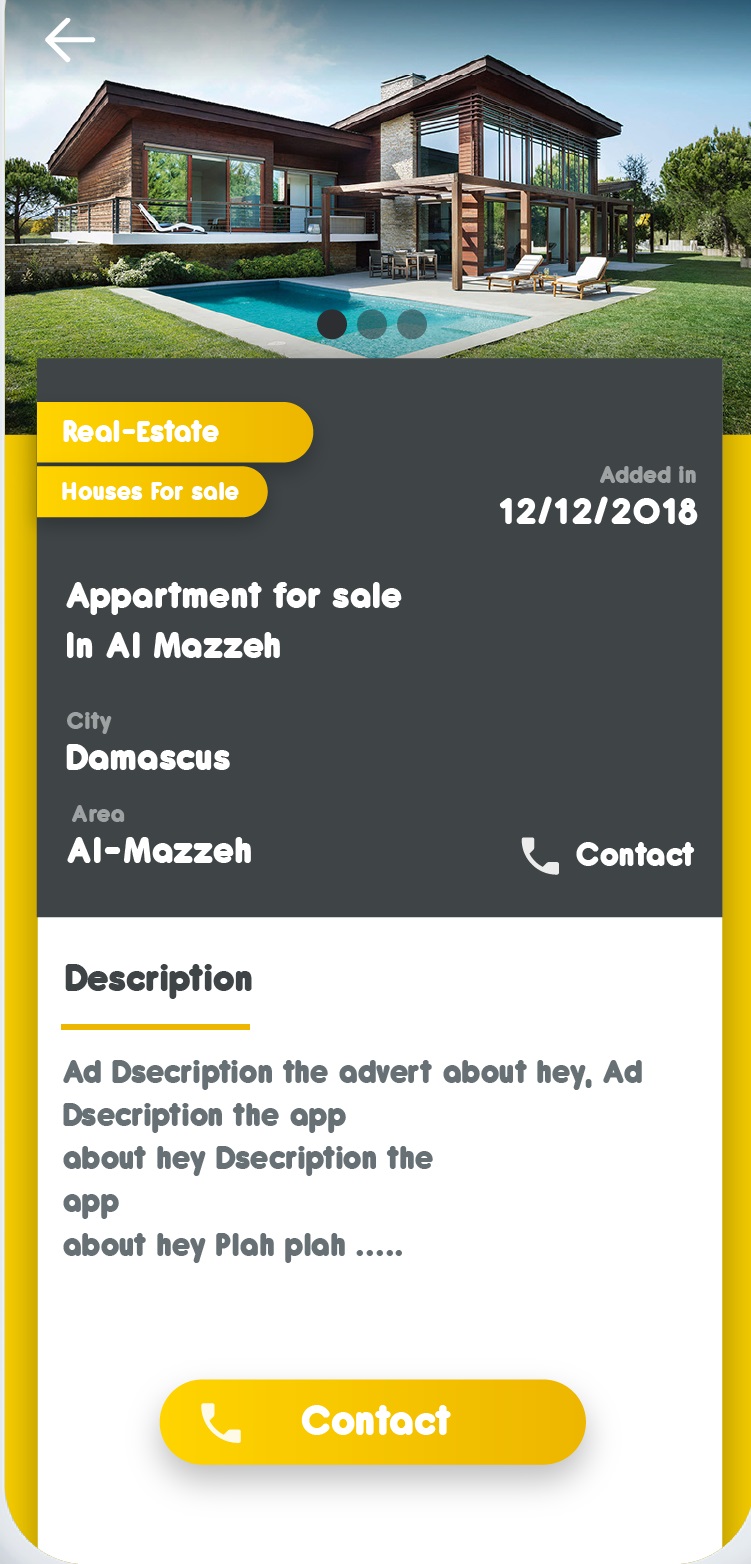 Real-Estate
Houses For sale
Added in
12/12/2018
Appartment for sale
In Al Mazzeh
City
Damascus
Area
Al-Mazzeh
Contact
Description
Ad Dsecription the advert about hey, Ad
Dsecription the app
about hey Dsecription the
app
about hey Plah plah .....
Contact